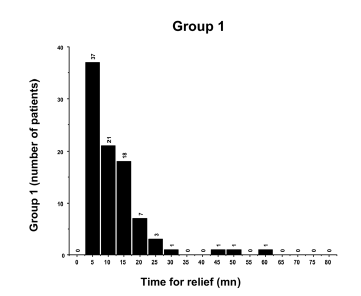 Group 1
Group 1 (number of patients)
40
30
20
10
0
0 37 21 18 7 3 1 0 0 1 1 0 1 0 0 0 0
0 5 10 15 20 25 30 35 40 45 50 55 60 65 70 75 80
Time for relief (mn)